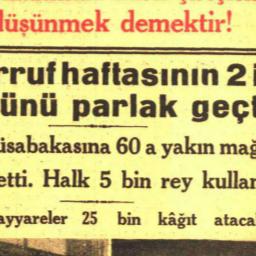 düşünmek demektir!
rruf haftasının 2 i
ünü parlak geçt
üsabakasına 60 a yakın mağ
etti. Halk 5 bin rey kullan
ayyareler 25 bin kâğıt atacak